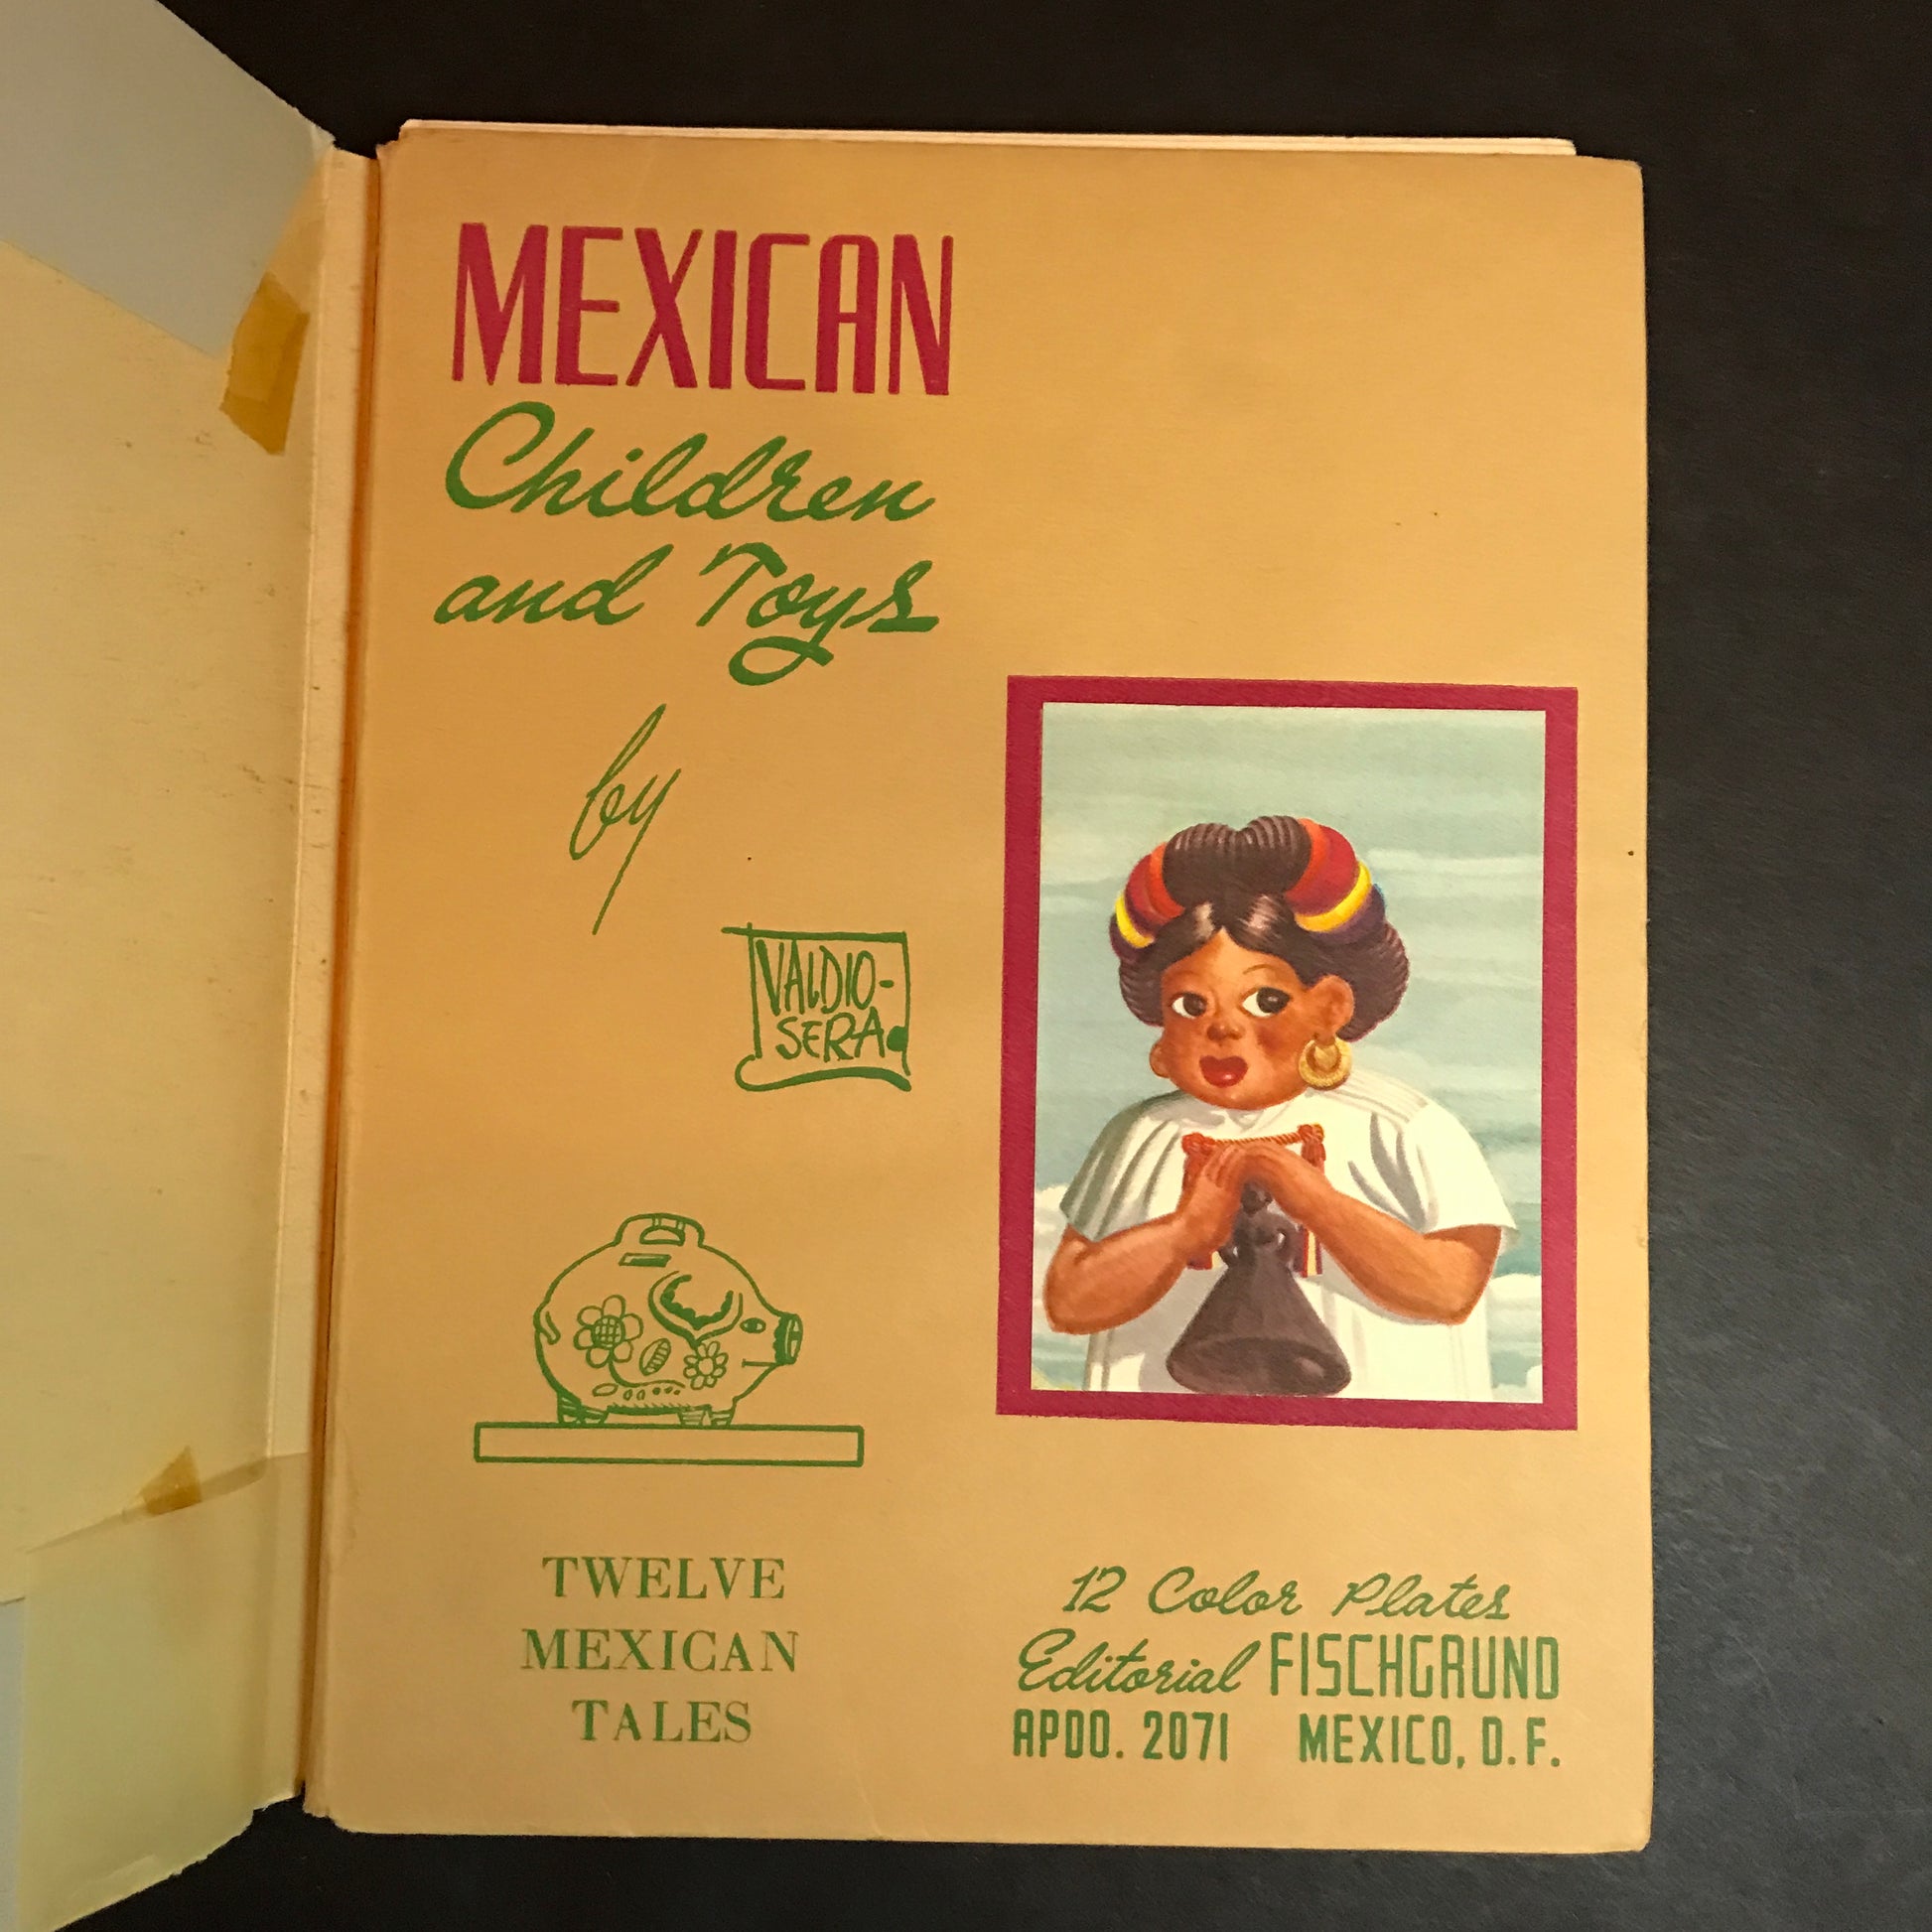 MEXICAN
Children
and Toys
by
VALDIO-
SERA
TWELVE
MEXICAN
TALES
12 Color Plates
Editorial FISCHGRUND
APDO. 2071 MEXICO, D.F.